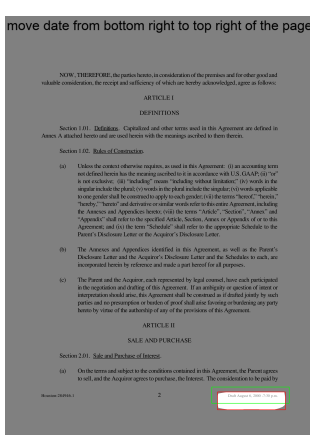 move date from bottom right to top right of the page
NOW, THEREFORE, the parties hereto, in consideration of the premises and for other good and
valuable consideration, the receipt and sufficiency of which are hereby acknowledged, agree as follows:
ARTICLE I
DEFINITIONS
Section 1.01. Definitions. Capitalized and other terms used in this Agreement are defined in
Annex A attached hereto and are used herein with the meanings ascribed to them therein.
Section 1.02. Rules of Construction.
(a) Unless the context otherwise requires, as used in this Agreement: (i) an accounting term
not defined herein has the meaning ascribed to it in accordance with U.S. GAAP; (ii) "or"
is not exclusive; (iii) "including" means "including without limitation;" (iv) words in the
singular include the plural; (v) words in the plural include the singular; (vi) words applicable
to one gender shall be construed to apply to each gender; (vii) the terms "hereof," "herein,"
"hereby," "hereto" and derivative or similar words refer to this entire Agreement, including
the Annexes and Appendices hereto; (viii) the terms "Article", "Section", "Annex" and
"Appendix" shall refer to the specified Article, Section, Annex or Appendix of or to this
Agreement, and (ix) the term "Schedule" shall refer to the appropriate Schedule to the
Parent's Disclosure Letter or the Acquiror's Disclosure Letter.
(b) The Annexes and Appendices identified in this Agreement, as well as the Parent's
Disclosure Letter and the Acquiror's Disclosure Letter and the Schedules to each, are
incorporated herein by reference and made a part hereof for all purposes.
(c) The Parent and the Acquiror, each represented by legal counsel, have each participated
in the negotiation and drafting of this Agreement. If an ambiguity or question of intent or
interpretation should arise, this Agreement shall be construed as if drafted jointly by such
parties and no presumption or burden of proof shall arise favoring or burdening any party
hereto by virtue of the authorship of any of the provisions of this Agreement.
ARTICLE II
SALE AND PURCHASE
Section 2.01. Sale and Purchase of Interest.
(a) On the terms and subject to the conditions contained in this Agreement, the Parent agrees
to sell, and the Acquiror agrees to purchase, the Interest. The consideration to be paid by
2